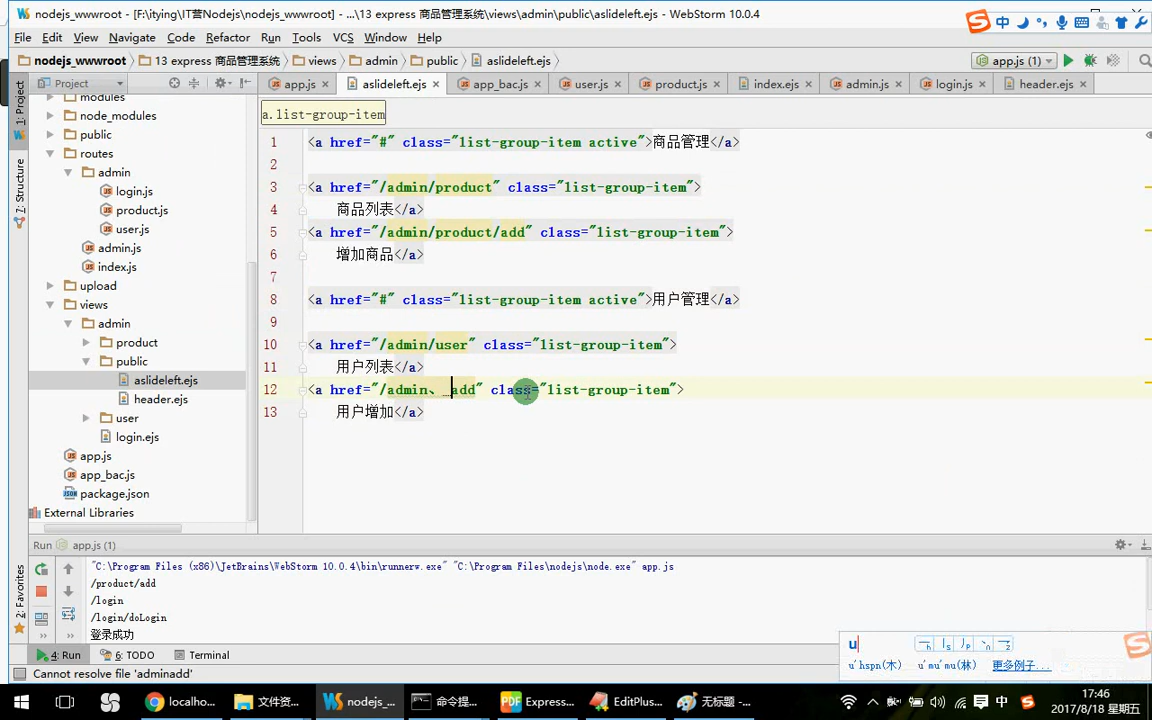 nodejs_wwwroot - [F:\itying\IT营Nodejs\nodejs_wwwroot] - ...\13 express 商品管理系统\views\admin\public\aslideleft.ejs - WebStorm 10.0.4
File Edit View Navigate Code Refactor Run Tools VCS Window Help
nodejs_wwwroot 13 express 商品管理系统 views admin public aslideleft.ejs app.js (1)
Project app.js aslideleft.ejs app_bac.js user.js product.js index.ejs admin.js login.js header.ejs
1: Project
7: Structure
2: Favorites
modules
node_modules
public
routes
admin
login.js
product.js
user.js
admin.js
index.js
upload
views
admin
product
public
aslideleft.ejs
header.ejs
user
login.ejs
app.js
app_bac.js
package.json
External Libraries
a.list-group-item
1 <a href="#" class="list-group-item active">商品管理</a>
2
3 <a href="/admin/product" class="list-group-item">
4 商品列表</a>
5 <a href="/admin/product/add" class="list-group-item">
6 增加商品</a>
7
8 <a href="#" class="list-group-item active">用户管理</a>
9
10 <a href="/admin/user" class="list-group-item">
11 用户列表</a>
12 <a href="/admin、_add" class="list-group-item">
13 用户增加</a>
Run app.js (1)
"C:\Program Files (x86)\JetBrains\WebStorm 10.0.4\bin\runnerw.exe" "C:\Program Files\nodejs\node.exe" app.js
/product/add
/login
/login/doLogin
登录成功
4: Run 6: TODO Terminal
Cannot resolve file 'adminadd'
中
u
u'hspn(木) u'mu'mu(林) 更多例子...
localho... 文件资... nodejs_... 命令提... Express... EditPlus... 无标题 -... 中
17:46
2017/8/18 星期五